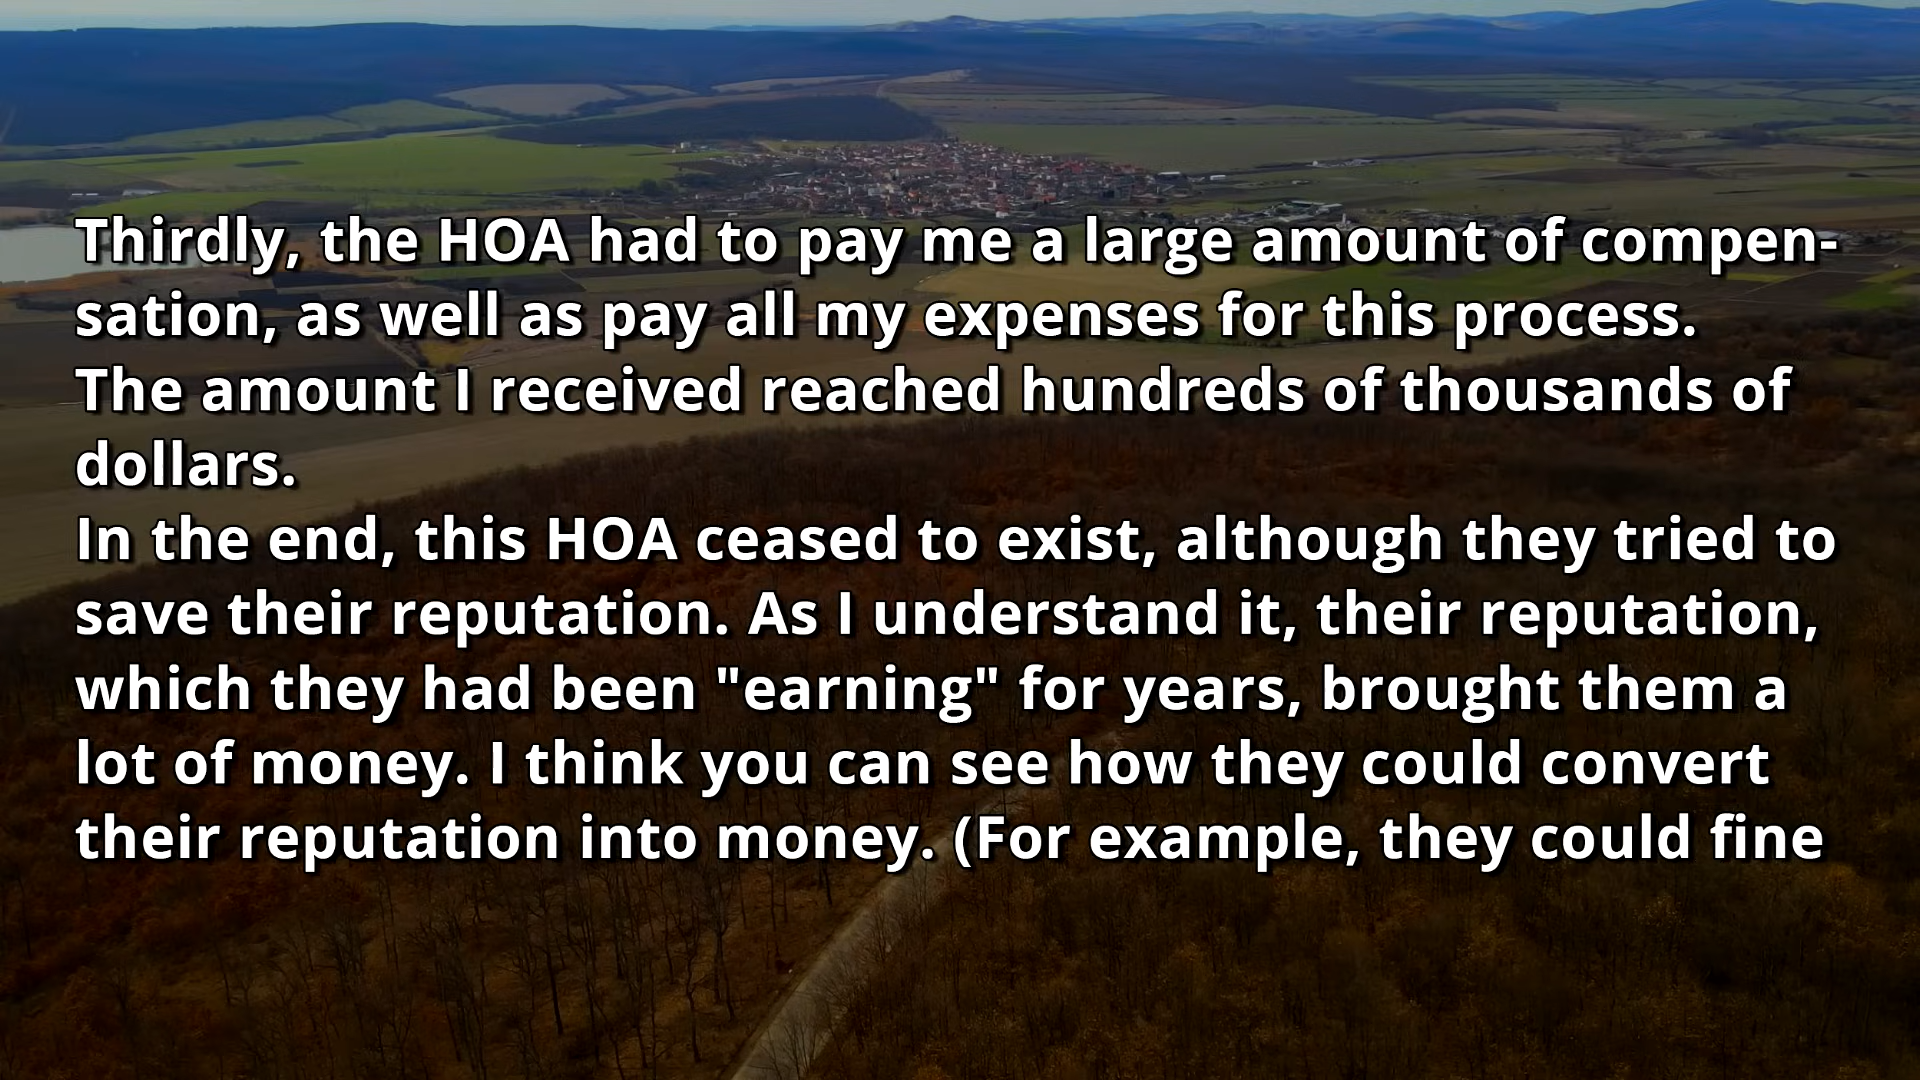 Thirdly, the HOA had to pay me a large amount of compen-
sation, as well as pay all my expenses for this process.
The amount I received reached hundreds of thousands of
dollars.
In the end, this HOA ceased to exist, although they tried to
save their reputation. As I understand it, their reputation,
which they had been "earning" for years, brought them a
lot of money. I think you can see how they could convert
their reputation into money. (For example, they could fine